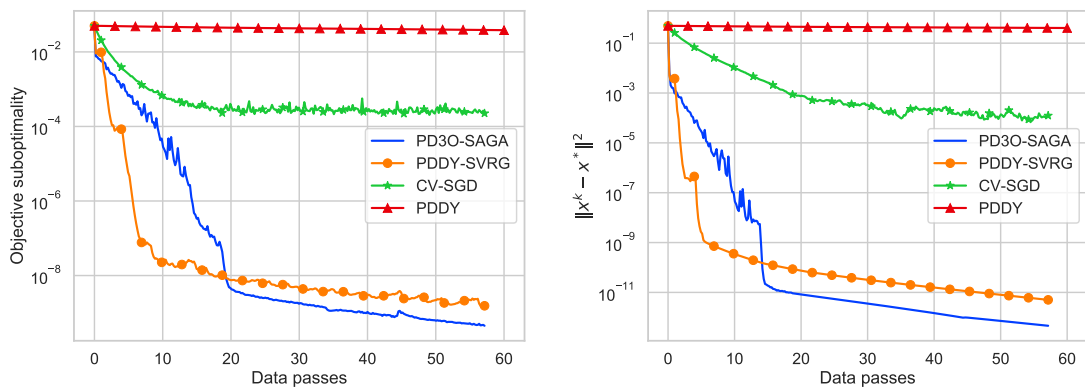 Objective suboptimality
10⁻²
10⁻⁴
10⁻⁶
10⁻⁸
PD3O-SAGA
PDDY-SVRG
CV-SGD
PDDY
0 10 20 30 40 50 60
Data passes
‖xᵏ − x*‖²
10⁻¹
10⁻³
10⁻⁵
10⁻⁷
10⁻⁹
10⁻¹¹
PD3O-SAGA
PDDY-SVRG
CV-SGD
PDDY
0 10 20 30 40 50 60
Data passes